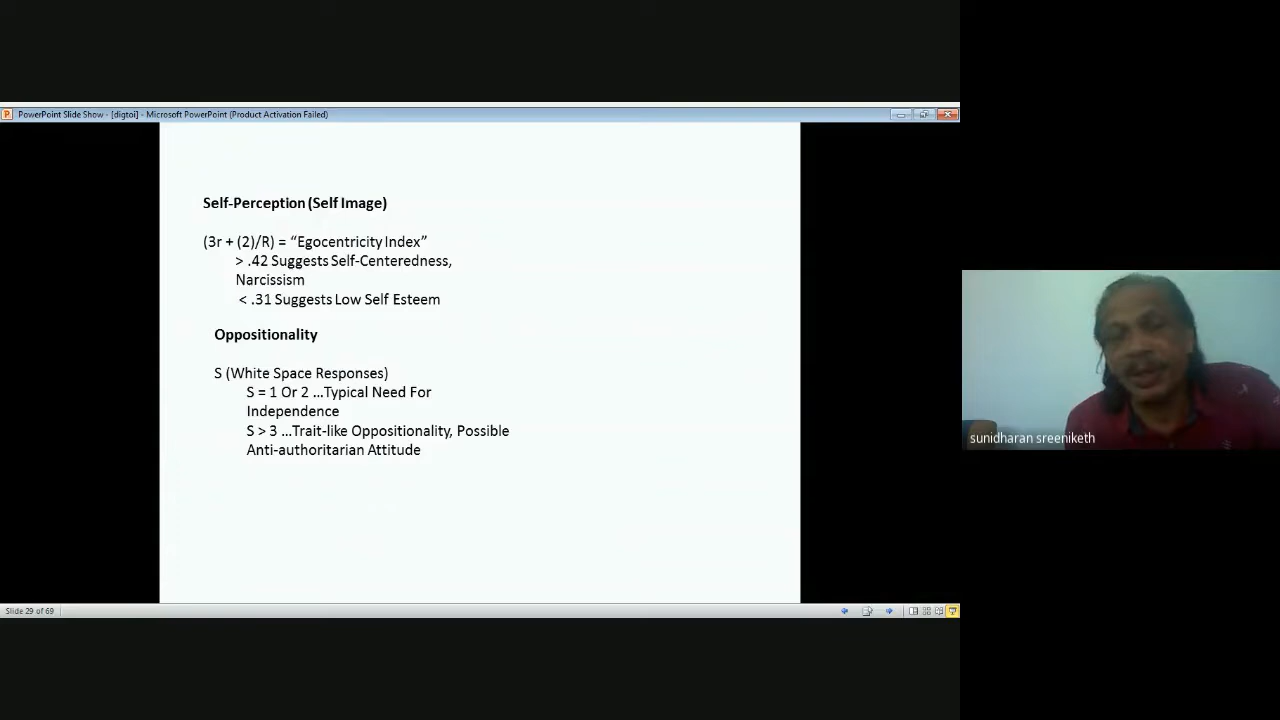 PowerPoint Slide Show - [digtoi] - Microsoft PowerPoint (Product Activation Failed)
Self-Perception (Self Image)
(3r + (2)/R) = “Egocentricity Index”
> .42 Suggests Self-Centeredness,
Narcissism
< .31 Suggests Low Self Esteem
Oppositionality
S (White Space Responses)
S = 1 Or 2 …Typical Need For
Independence
S > 3 …Trait-like Oppositionality, Possible
Anti-authoritarian Attitude
sunidharan sreeniketh
Slide 29 of 69